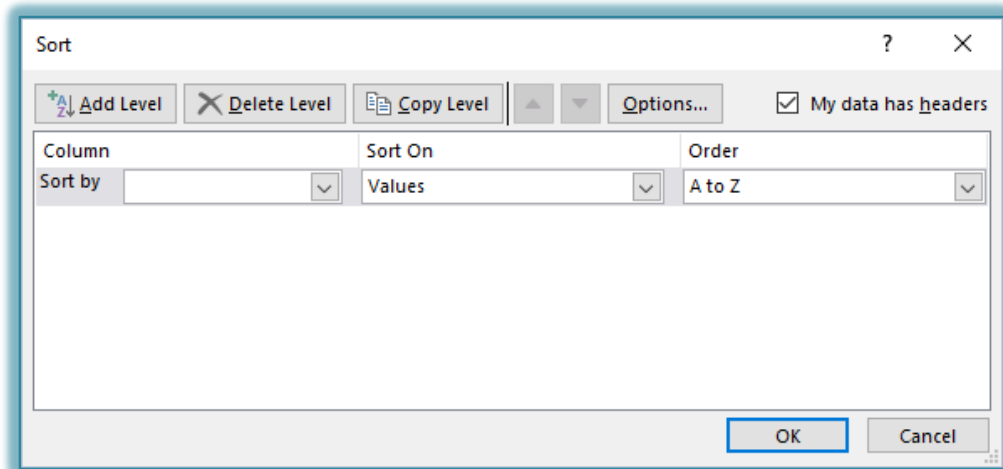 Sort ?
Add Level Delete Level Copy Level Options... My data has headers
Column Sort On Order
Sort by Values A to Z
OK Cancel